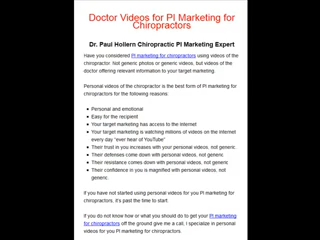 Doctor Videos for PI Marketing for
Chiropractors
Dr. Paul Hollern Chiropractic PI Marketing Expert
Have you considered PI marketing for chiropractors using videos of
the chiropractor. Not generic photos or generic videos, but videos of the
doctor offering relevant information to your target marketing.
Personal videos of the chiropractor is the best form of PI marketing for
chiropractors for the following reasons.
• Personal and emotional
• Easy for the recipient
• Your target marketing has access to the Internet
• Your target marketing is watching millions of videos on the Internet
every day "ever hear of YouTube"
• Their trust in you increases with your personal videos, not generic.
• Their defenses come down with personal videos, not generic.
• Their resistance comes down with personal videos, not generic
• Their confidence in you is magnified with personal videos, not
generic.
If you have not started using personal videos for you PI marketing for
chiropractors, it's past the time to start.
If you do not know how or what you should do to get your PI marketing
for chiropractors off the ground give me a call, i specialize in personal
videos for you PI marketing for chiropractors.